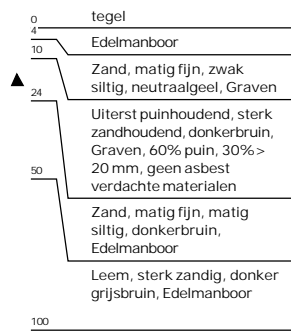 0
tegel
4
Edelmanboor
10
Zand, matig fijn, zwak
siltig, neutraalgeel, Graven
24
Uiterst puinhoudend, sterk
zandhoudend, donkerbruin,
Graven, 60% puin, 30% >
20 mm, geen asbest
verdachte materialen
50
Zand, matig fijn, matig
siltig, donkerbruin,
Edelmanboor
Leem, sterk zandig, donker
grijsbruin, Edelmanboor
100